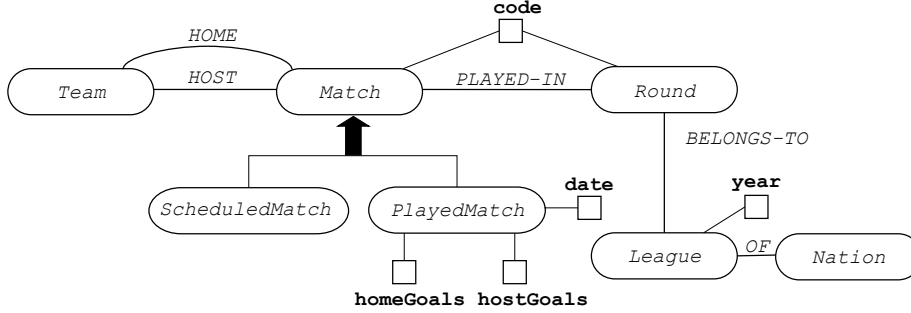 code
HOME
Team
HOST
Match
PLAYED-IN
Round
BELONGS-TO
ScheduledMatch
PlayedMatch
date
year
League
OF
Nation
homeGoals
hostGoals